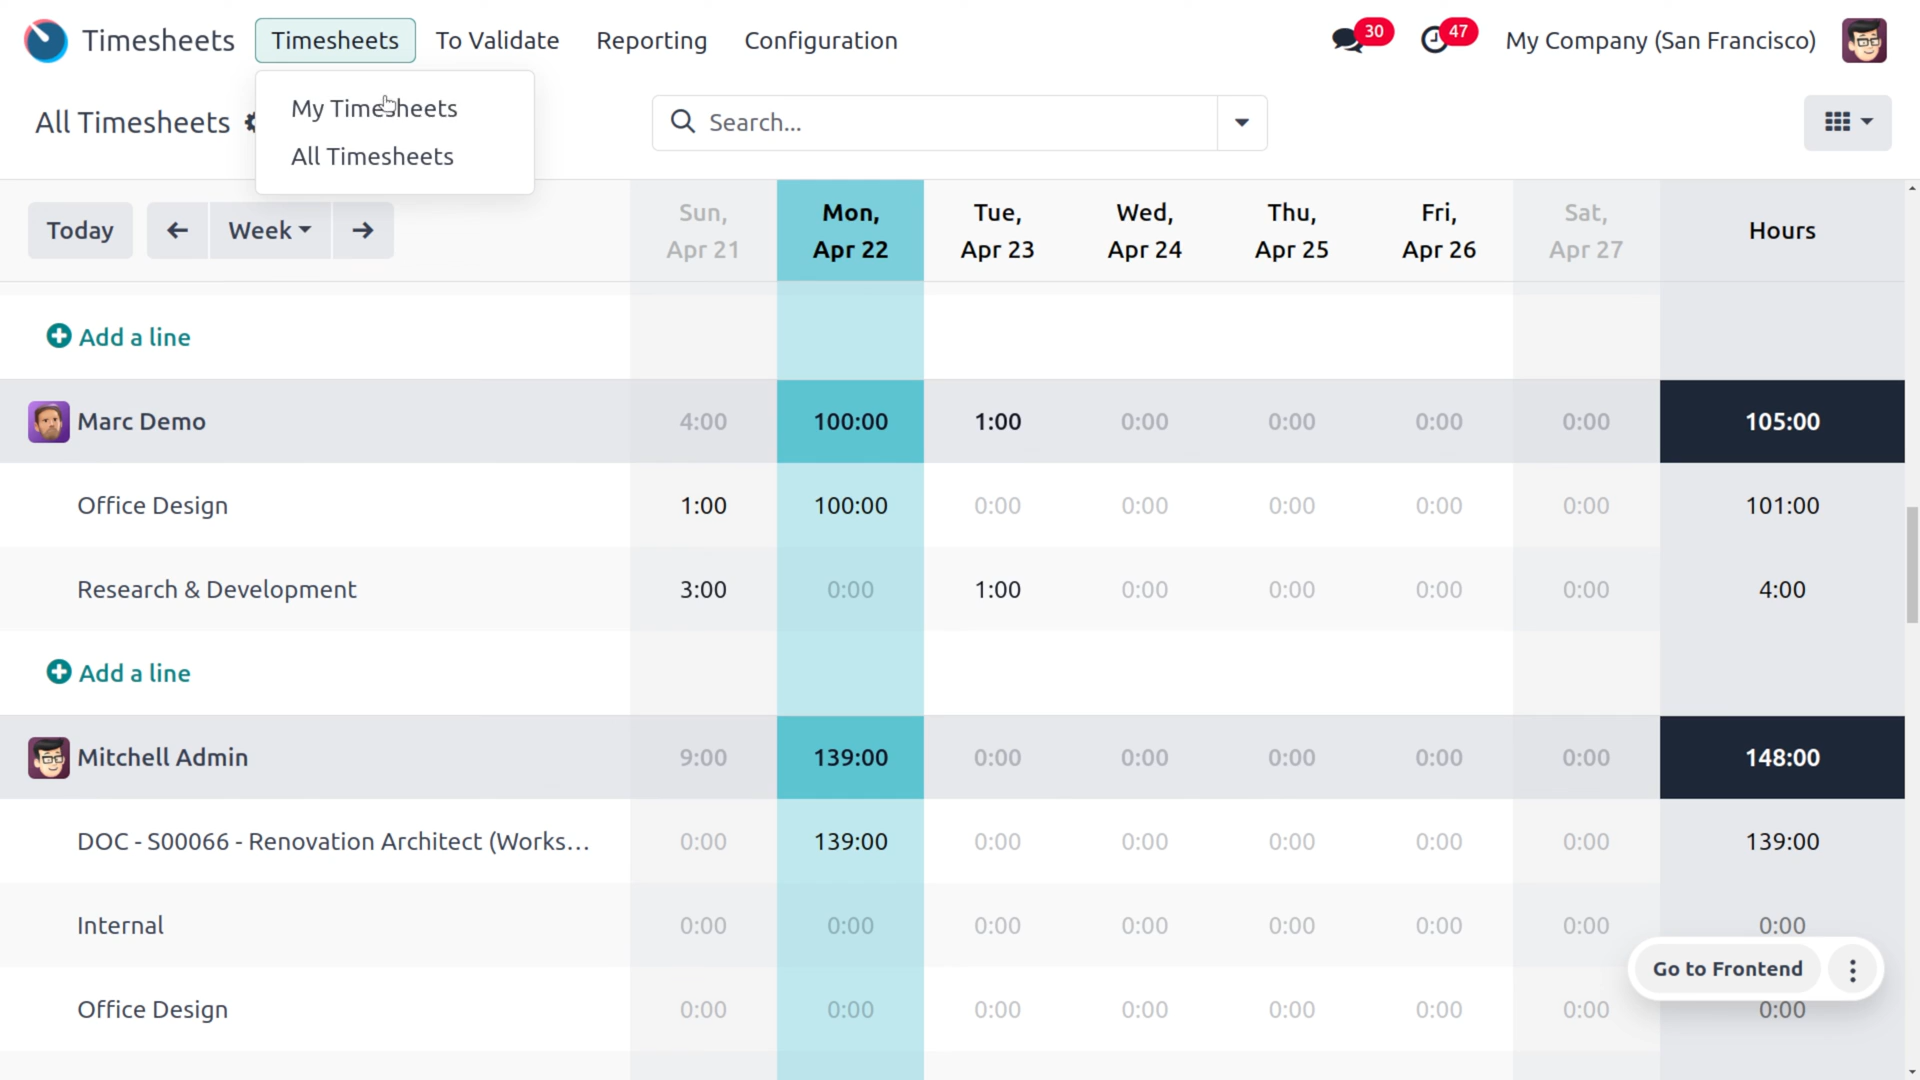 Timesheets Timesheets To Validate Reporting Configuration 30 47 My Company (San Francisco)
My Timesheets
All Timesheets
All Timesheets
Search...
Today Week
Sun, Apr 21 Mon, Apr 22 Tue, Apr 23 Wed, Apr 24 Thu, Apr 25 Fri, Apr 26 Sat, Apr 27 Hours
Add a line
Marc Demo 4:00 100:00 1:00 0:00 0:00 0:00 0:00 105:00
Office Design 1:00 100:00 0:00 0:00 0:00 0:00 0:00 101:00
Research & Development 3:00 0:00 1:00 0:00 0:00 0:00 0:00 4:00
Add a line
Mitchell Admin 9:00 139:00 0:00 0:00 0:00 0:00 0:00 148:00
DOC - S00066 - Renovation Architect (Works... 0:00 139:00 0:00 0:00 0:00 0:00 0:00 139:00
Internal 0:00 0:00 0:00 0:00 0:00 0:00 0:00 0:00
Go to Frontend
Office Design 0:00 0:00 0:00 0:00 0:00 0:00 0:00 0:00